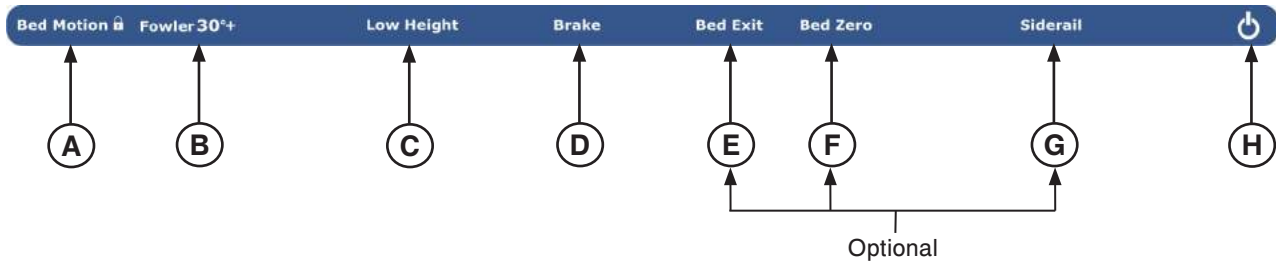 Bed Motion Fowler 30°+ Low Height Brake Bed Exit Bed Zero Siderail
A B C D E F G H
Optional